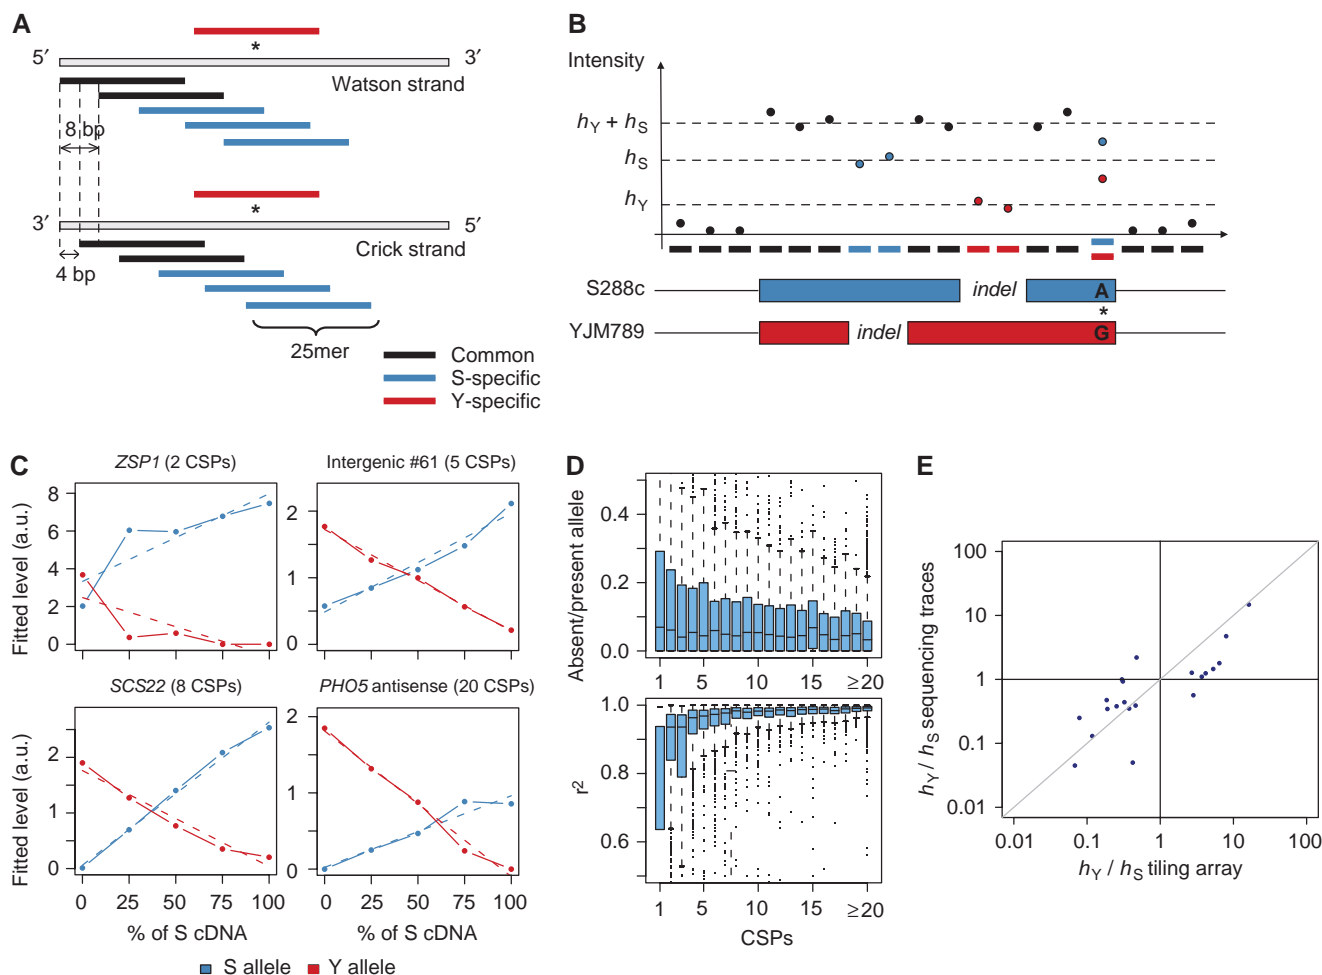 A
*
5′
3′
Watson strand
8 bp
*
3′
5′
Crick strand
4 bp
25mer
Common
S-specific
Y-specific
B
Intensity
hY + hS
hS
hY
S288c
indel
A
*
YJM789
indel
G
C
ZSP1 (2 CSPs)
Intergenic #61 (5 CSPs)
Fitted level (a.u.)
8
6
4
2
0
2
1
0
SCS22 (8 CSPs)
PHO5 antisense (20 CSPs)
Fitted level (a.u.)
2
1
0
2
1
0
0 25 50 75 100
0 25 50 75 100
% of S cDNA
% of S cDNA
S allele
Y allele
D
Absent/present allele
0.4
0.2
0.0
1 5 10 15 ≥20
r²
1.0
0.8
0.6
1 5 10 15 ≥20
CSPs
E
hY / hS sequencing traces
100
10
1
0.1
0.01
0.01 0.1 1 10 100
hY / hS tiling array